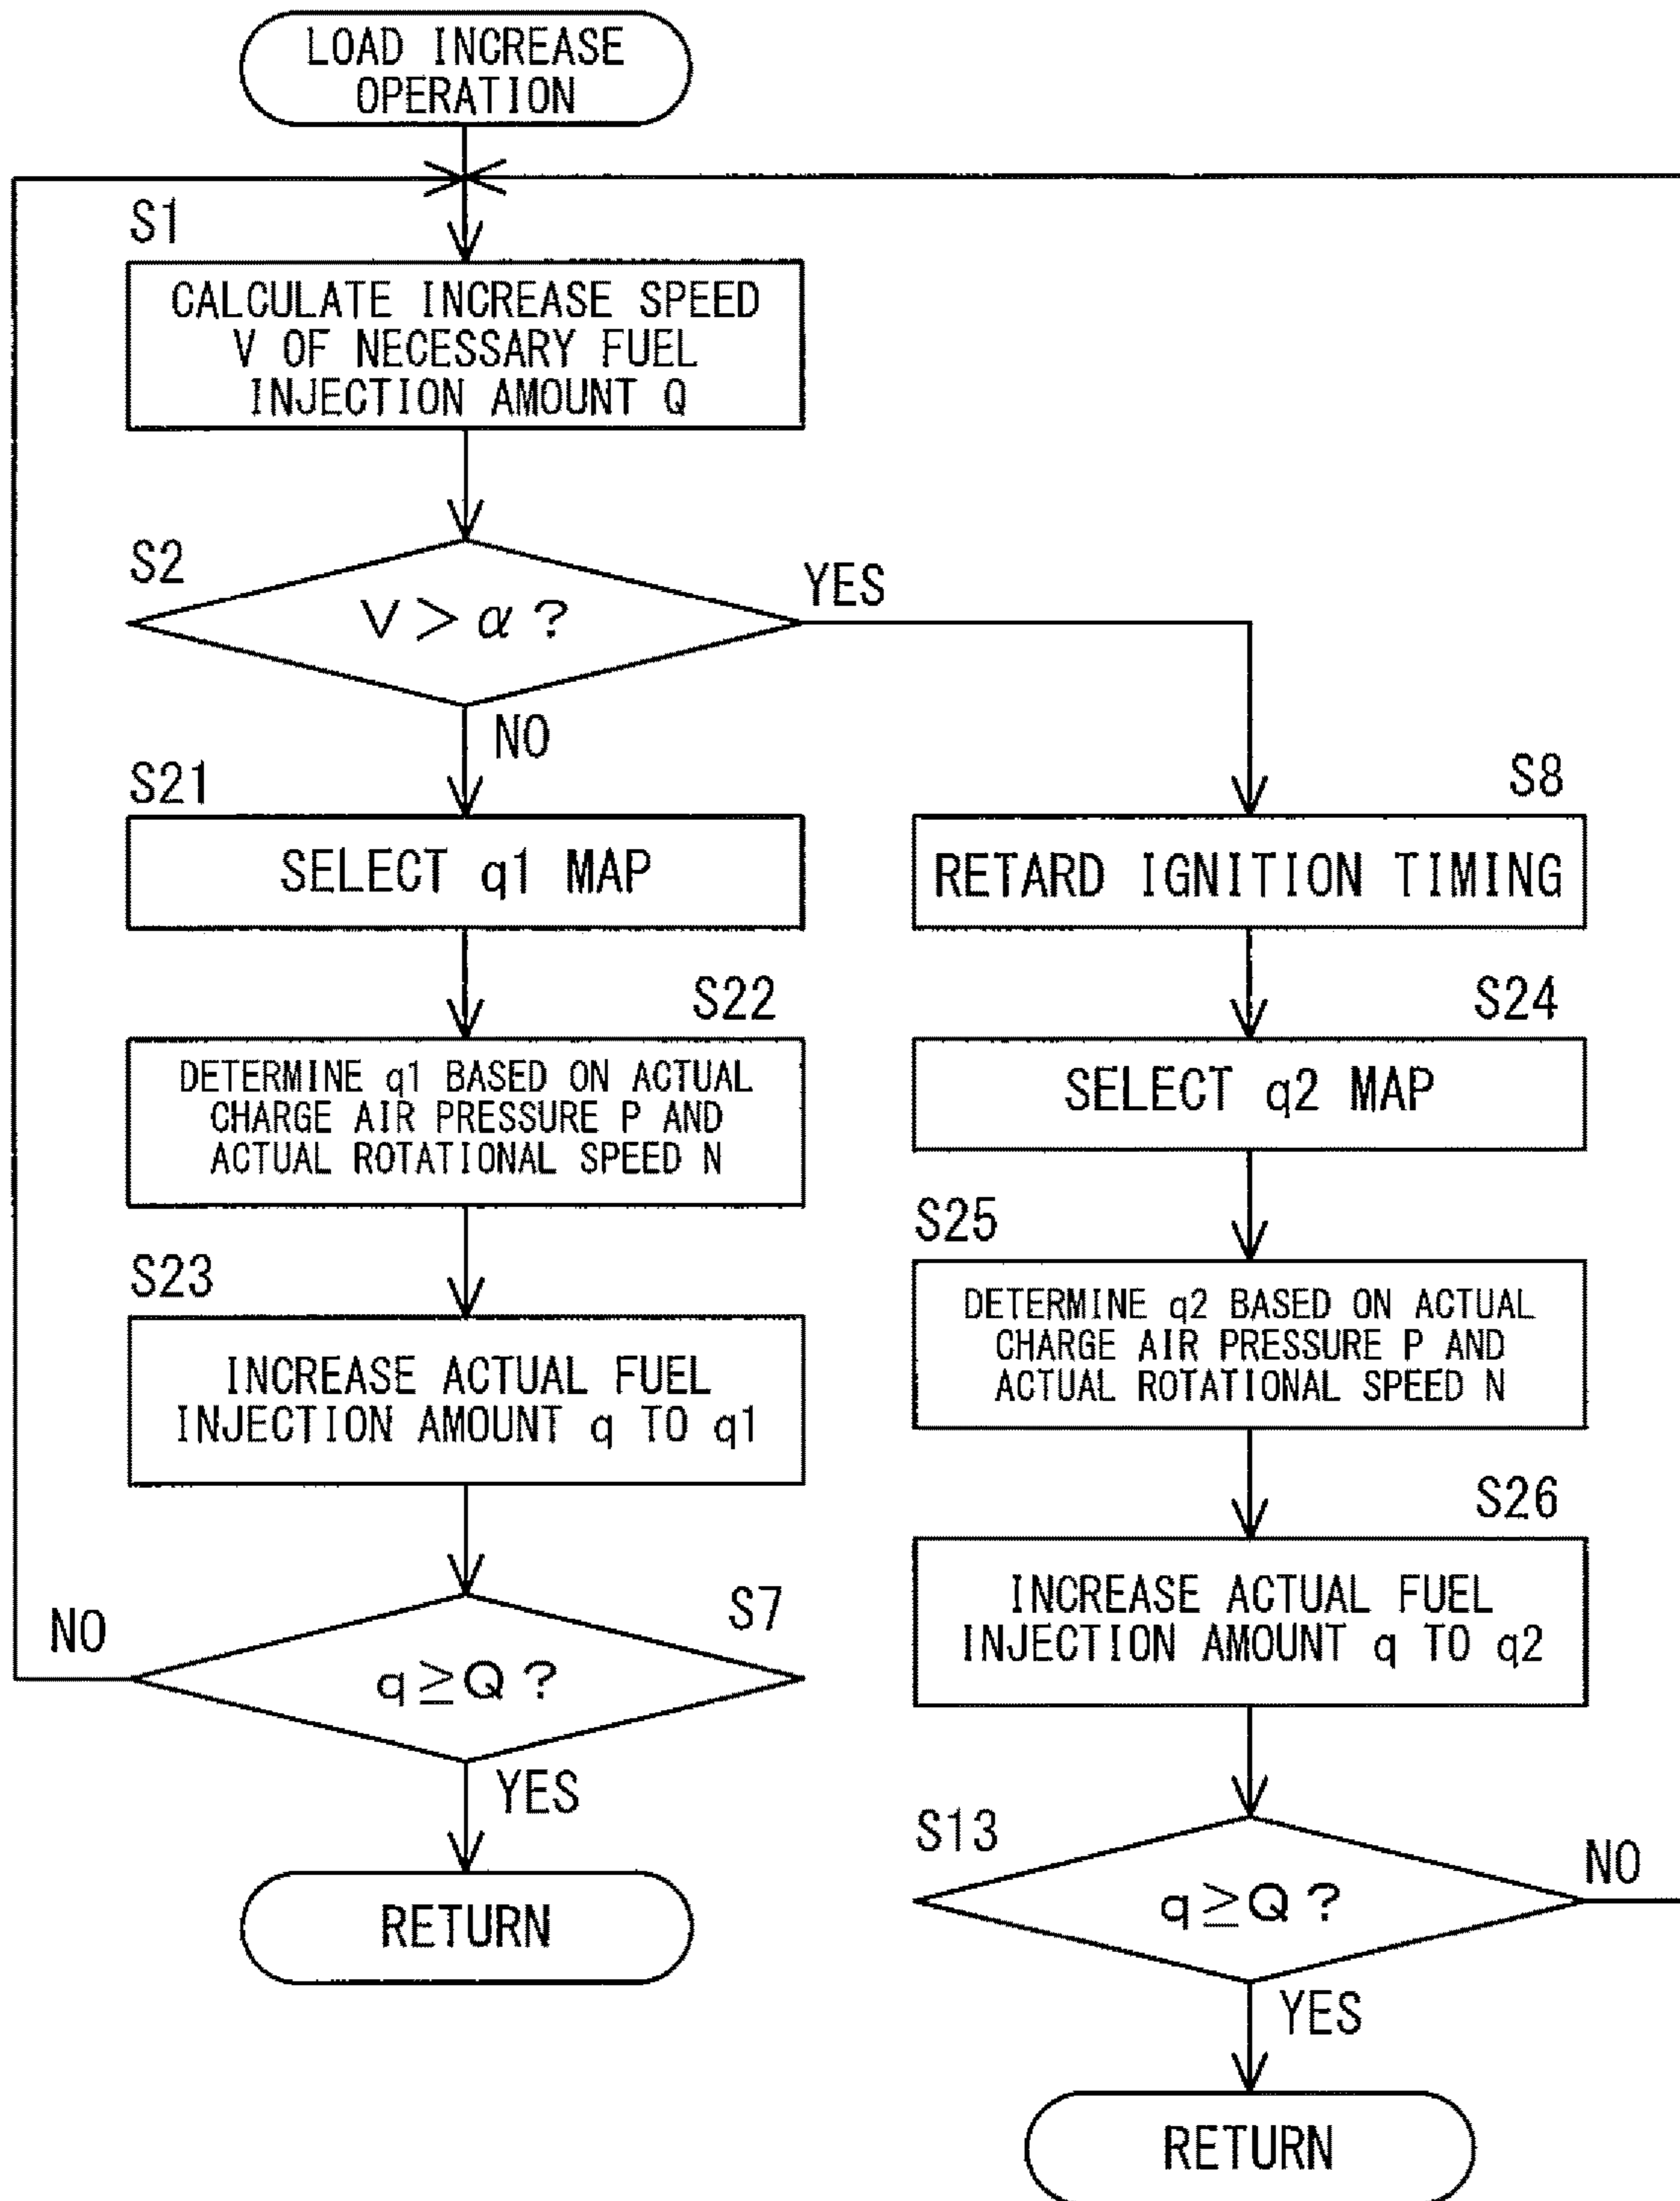 LOAD INCREASE
OPERATION
S1
CALCULATE INCREASE SPEED
V OF NECESSARY FUEL
INJECTION AMOUNT Q
S2
V > α ?
YES
NO
S21
SELECT q1 MAP
S22
DETERMINE q1 BASED ON ACTUAL
CHARGE AIR PRESSURE P AND
ACTUAL ROTATIONAL SPEED N
S23
INCREASE ACTUAL FUEL
INJECTION AMOUNT q TO q1
S7
NO
q ≧ Q ?
YES
RETURN
S8
RETARD IGNITION TIMING
S24
SELECT q2 MAP
S25
DETERMINE q2 BASED ON ACTUAL
CHARGE AIR PRESSURE P AND
ACTUAL ROTATIONAL SPEED N
S26
INCREASE ACTUAL FUEL
INJECTION AMOUNT q TO q2
S13
NO
q ≧ Q ?
YES
RETURN